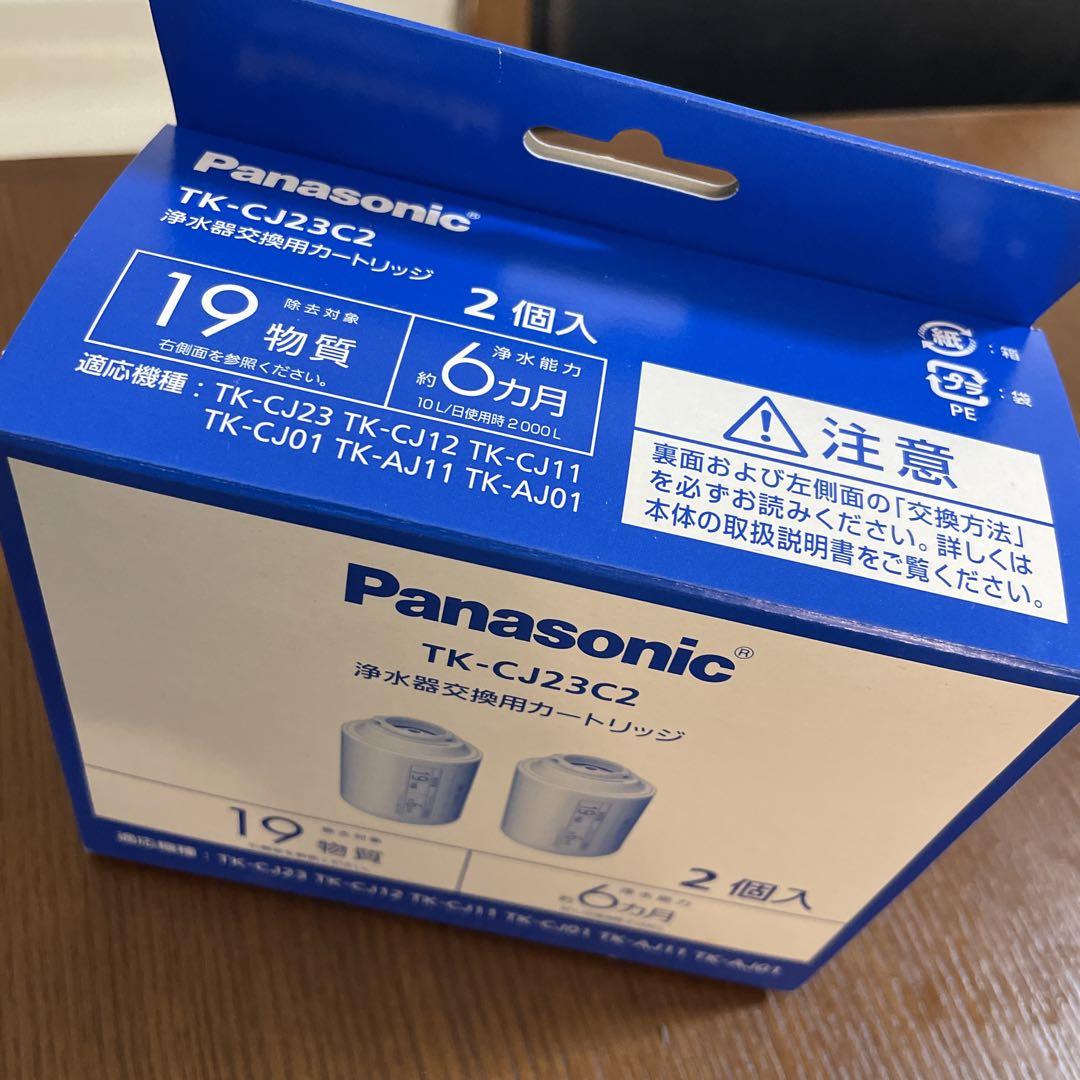 Panasonic®
TK-CJ23C2
浄水器交換用カートリッジ
2個入
19
除去対象
物質
右側面を参照ください。
浄水能力
約6カ月
10L/日使用時2000L
適応機種:TK-CJ23 TK-CJ12 TK-CJ11
TK-CJ01 TK-AJ11 TK-AJ01
紙:箱
プラ:袋
PE
注意
裏面および左側面の「交換方法」
を必ずお読みください。詳しくは
本体の取扱説明書をご覧ください。
Panasonic®
TK-CJ23C2
浄水器交換用カートリッジ
19
除去対象
物質
浄水能力
約6カ月
2個入
適応機種:TK-CJ23 TK-CJ12 TK-CJ11 TK-CJ01 TK-AJ11 TK-AJ01